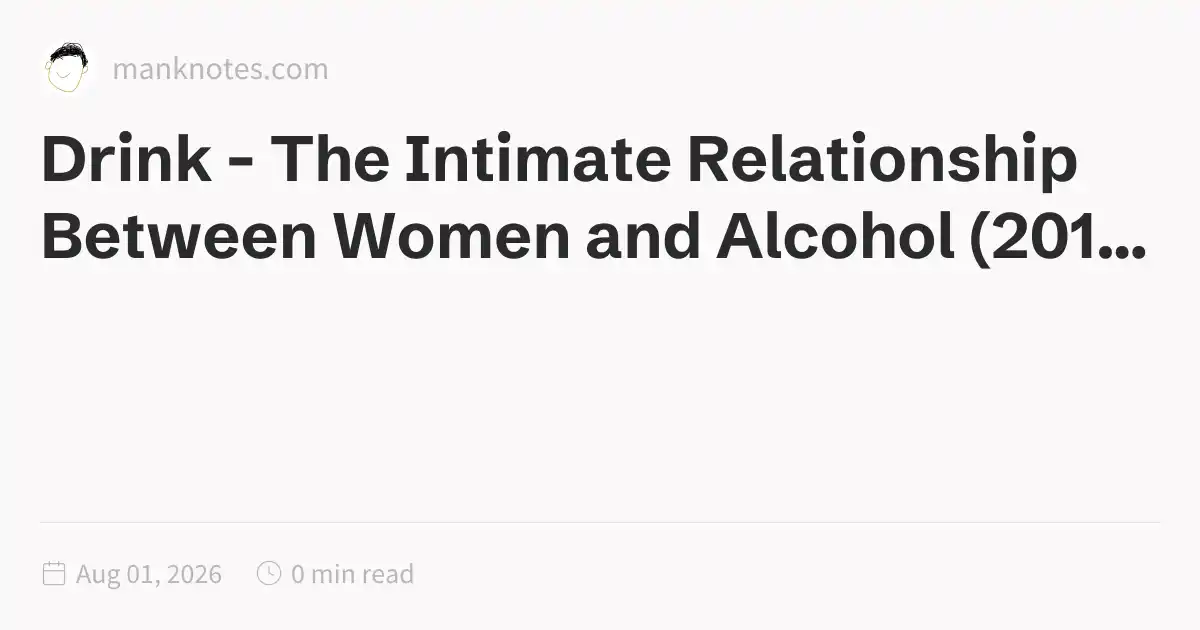 manknotes.com
Drink - The Intimate Relationship
Between Women and Alcohol (201...
Aug 01, 2026 0 min read